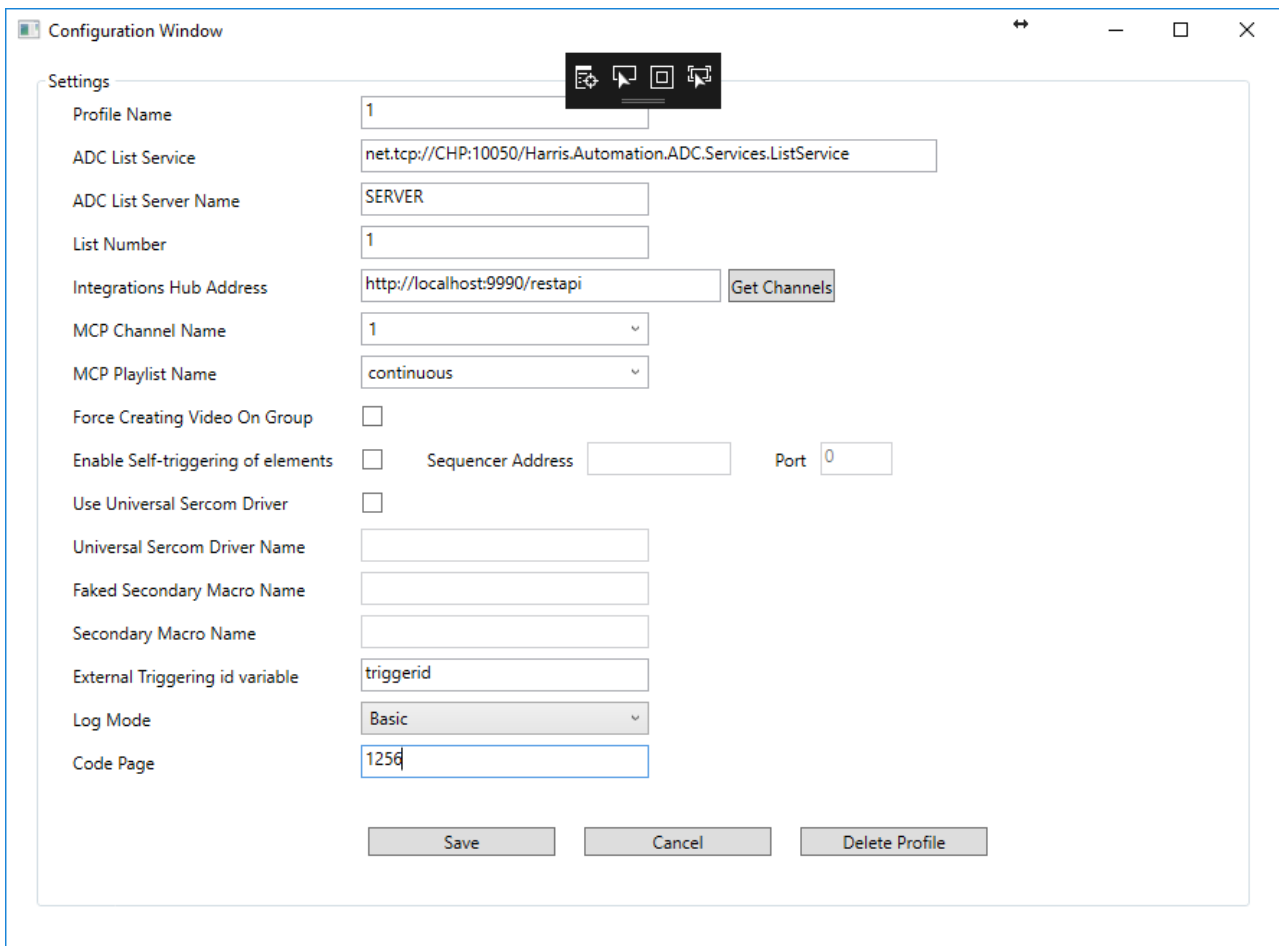 Configuration Window
Settings
Profile Name 1
ADC List Service net.tcp://CHP:10050/Harris.Automation.ADC.Services.ListService
ADC List Server Name SERVER
List Number 1
Integrations Hub Address http://localhost:9990/restapi Get Channels
MCP Channel Name 1
MCP Playlist Name continuous
Force Creating Video On Group
Enable Self-triggering of elements Sequencer Address Port 0
Use Universal Sercom Driver
Universal Sercom Driver Name
Faked Secondary Macro Name
Secondary Macro Name
External Triggering id variable triggerid
Log Mode Basic
Code Page 1256
Save Cancel Delete Profile